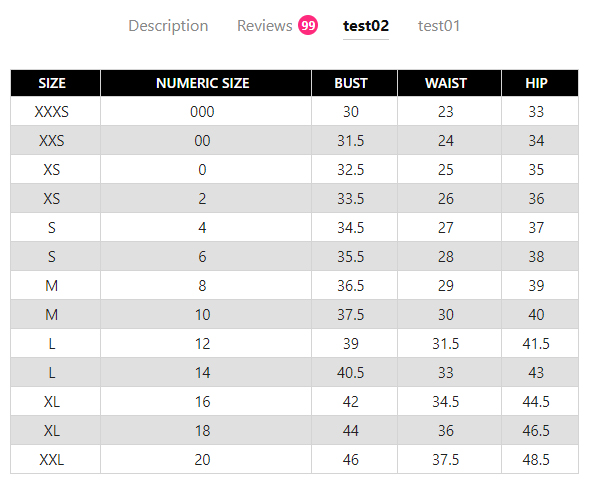 Description Reviews 99 test02 test01
SIZE NUMERIC SIZE BUST WAIST HIP
XXXS 000 30 23 33
XXS 00 31.5 24 34
XS 0 32.5 25 35
XS 2 33.5 26 36
S 4 34.5 27 37
S 6 35.5 28 38
M 8 36.5 29 39
M 10 37.5 30 40
L 12 39 31.5 41.5
L 14 40.5 33 43
XL 16 42 34.5 44.5
XL 18 44 36 46.5
XXL 20 46 37.5 48.5